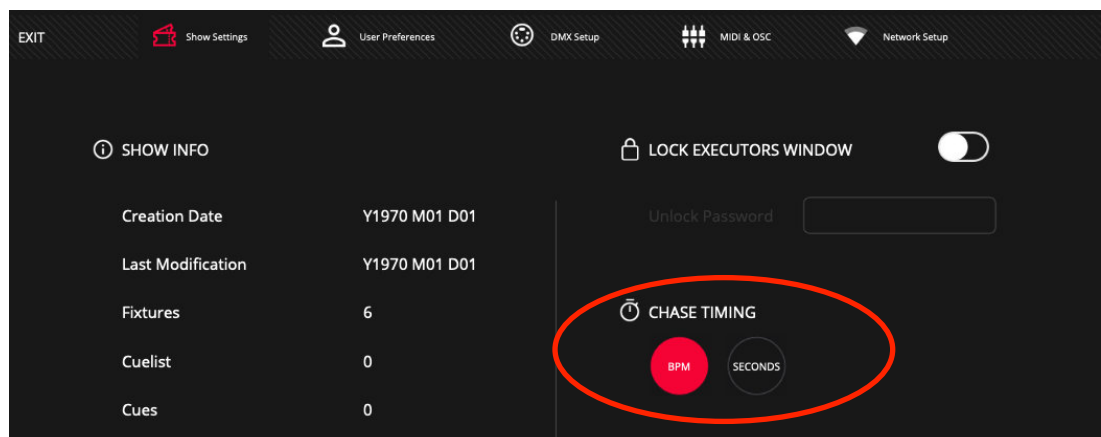 EXIT Show Settings User Preferences DMX Setup MIDI & OSC Network Setup
SHOW INFO
Creation Date Y1970 M01 D01
Last Modification Y1970 M01 D01
Fixtures 6
Cuelist 0
Cues 0
LOCK EXECUTORS WINDOW
Unlock Password
CHASE TIMING
BPM SECONDS